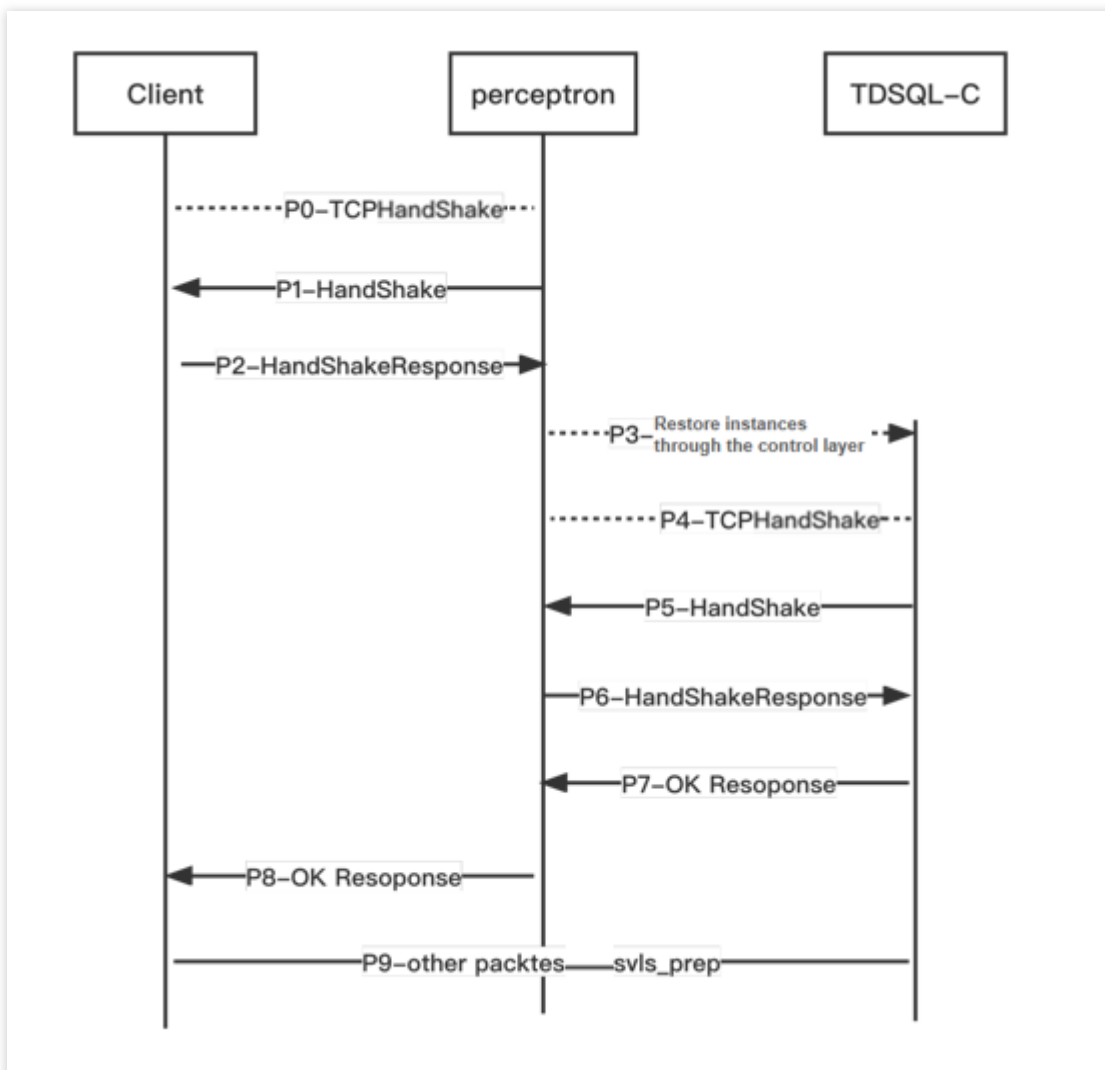 Client perceptron TDSQL-C
P0-TCPHandShake
P1-HandShake
P2-HandShakeResponse
P3-Restore instances
through the control layer
P4-TCPHandShake
P5-HandShake
P6-HandShakeResponse
P7-OK Resoponse
P8-OK Resoponse
P9-other packtes svls_prep